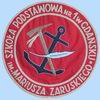 SZKOŁA PODSTAWOWA NR 1 W GDAŃSKU
IM. MARIUSZA ZARUSKIEGO